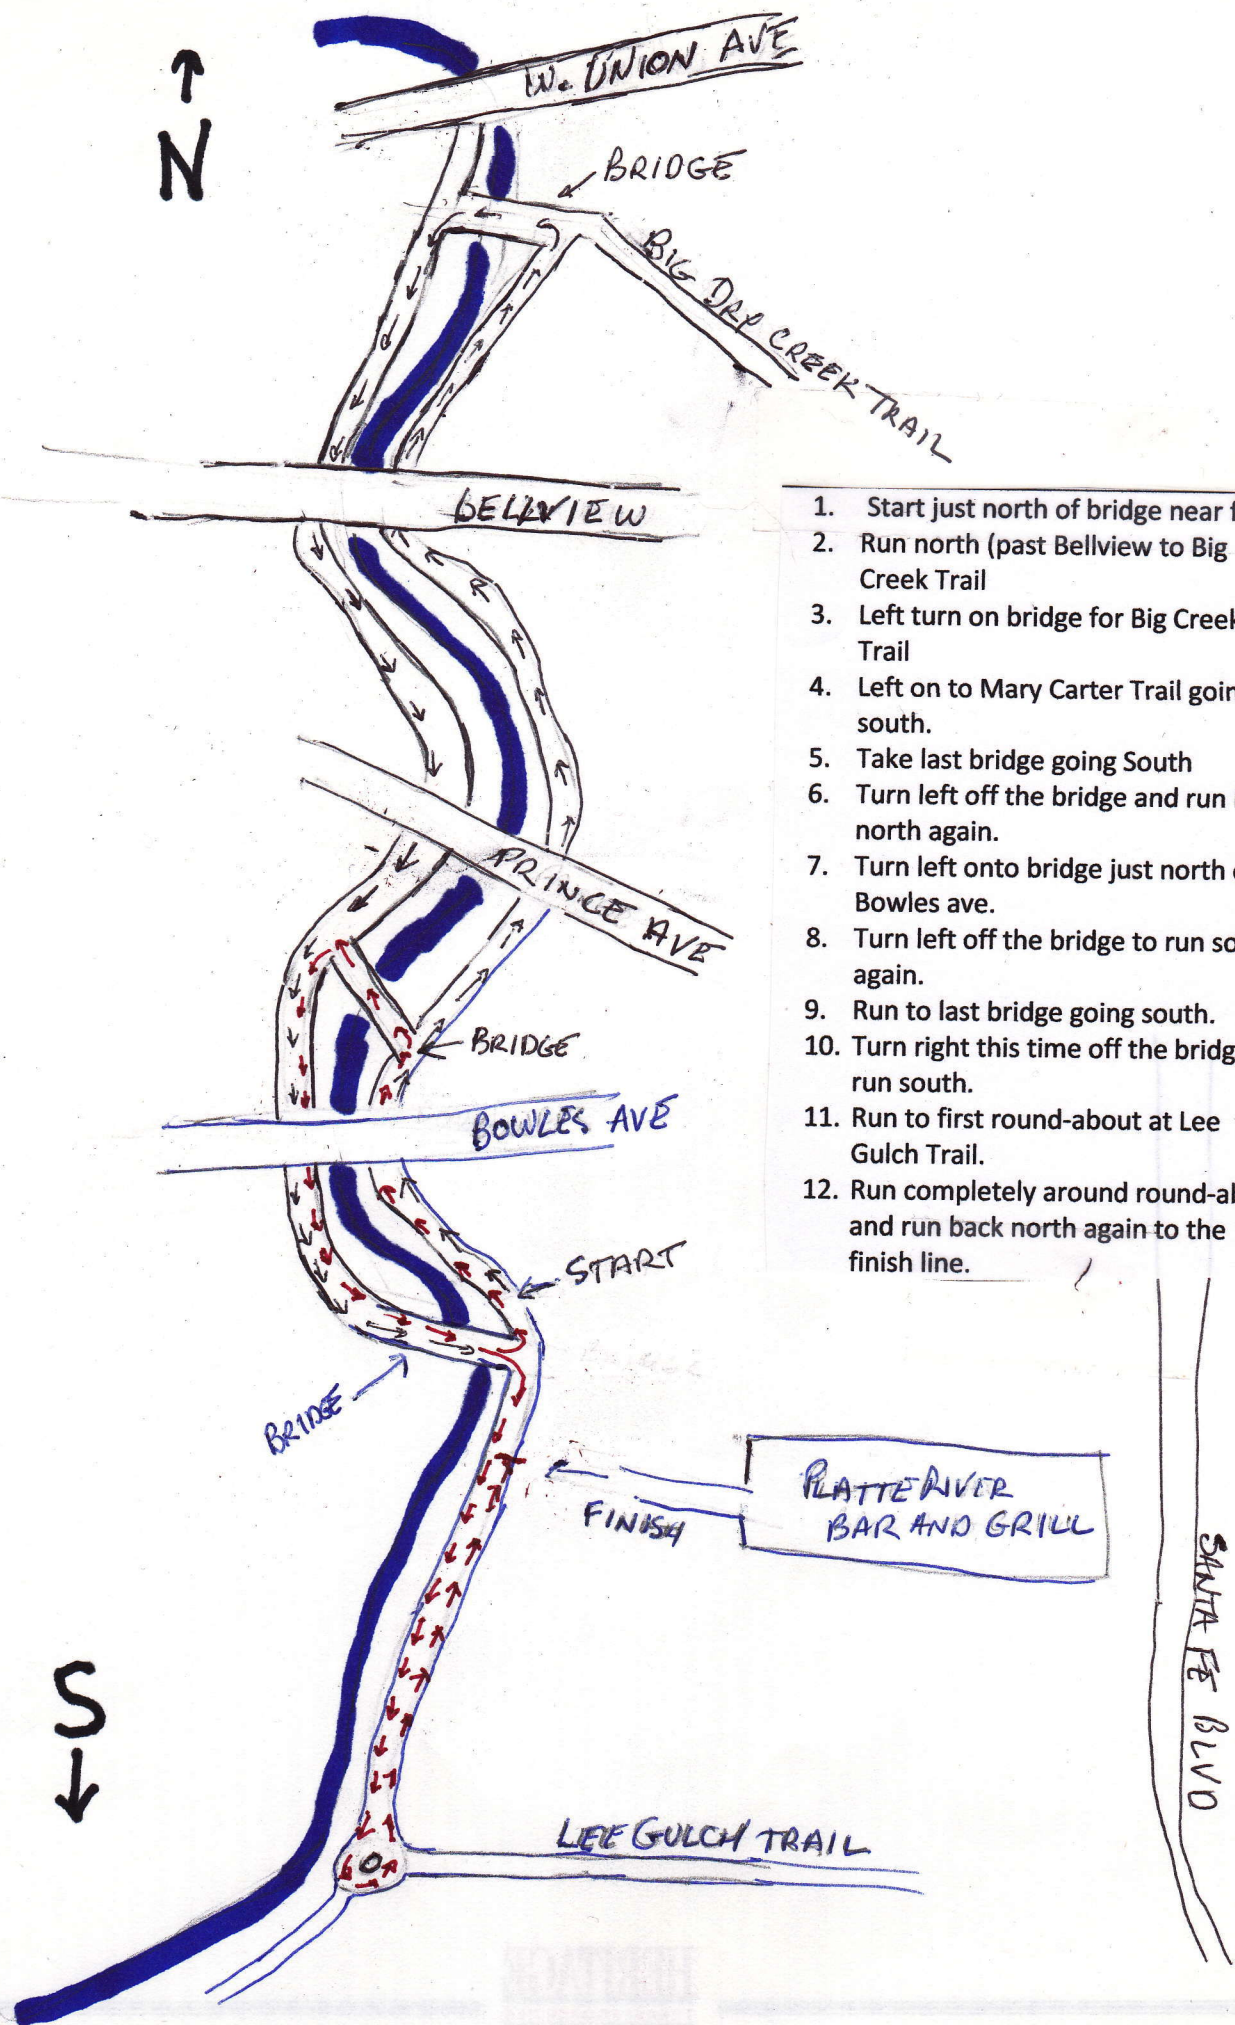 W. UNION AVE
↑
N
BRIDGE
BIG DRY CREEK TRAIL
BELLVIEW
1. Start just north of bridge near f
2. Run north (past Bellview to Big
Creek Trail
3. Left turn on bridge for Big Creek
Trail
4. Left on to Mary Carter Trail goin
south.
5. Take last bridge going South
6. Turn left off the bridge and run
north again.
7. Turn left onto bridge just north o
Bowles ave.
8. Turn left off the bridge to run so
again.
9. Run to last bridge going south.
10. Turn right this time off the bridg
run south.
11. Run to first round-about at Lee
Gulch Trail.
12. Run completely around round-ab
and run back north again to the
finish line.
PRINCE AVE
BRIDGE
BOWLES AVE
START
BRIDGE
FINISH
PLATTE RIVER
BAR AND GRILL
SANTA FE BLVD
S
↓
LEE GULCH TRAIL